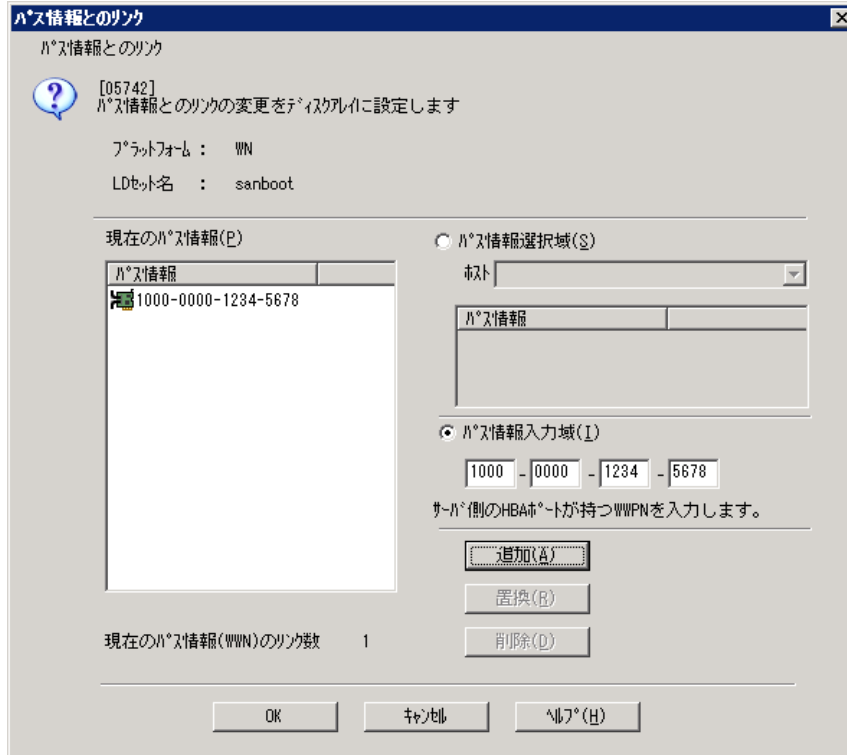 ﾊﾟｽ情報とのﾘﾝｸ
ﾊﾟｽ情報とのﾘﾝｸ
[05742]
ﾊﾟｽ情報とのﾘﾝｸの変更をﾃﾞｨｽｸｱﾚｲに設定します
ﾌﾟﾗｯﾄﾌｫｰﾑ : WN
LDｾｯﾄ名 : sanboot
現在のﾊﾟｽ情報(P)
ﾊﾟｽ情報
1000-0000-1234-5678
現在のﾊﾟｽ情報(WWN)のﾘﾝｸ数 1
ﾊﾟｽ情報選択域(S)
ﾎｽﾄ
ﾊﾟｽ情報
ﾊﾟｽ情報入力域(I)
1000 - 0000 - 1234 - 5678
ｻｰﾊﾞ側のHBAﾎﾟｰﾄが持つWWPNを入力します。
追加(A)
置換(R)
削除(D)
OK ｷｬﾝｾﾙ ﾍﾙﾌﾟ(H)